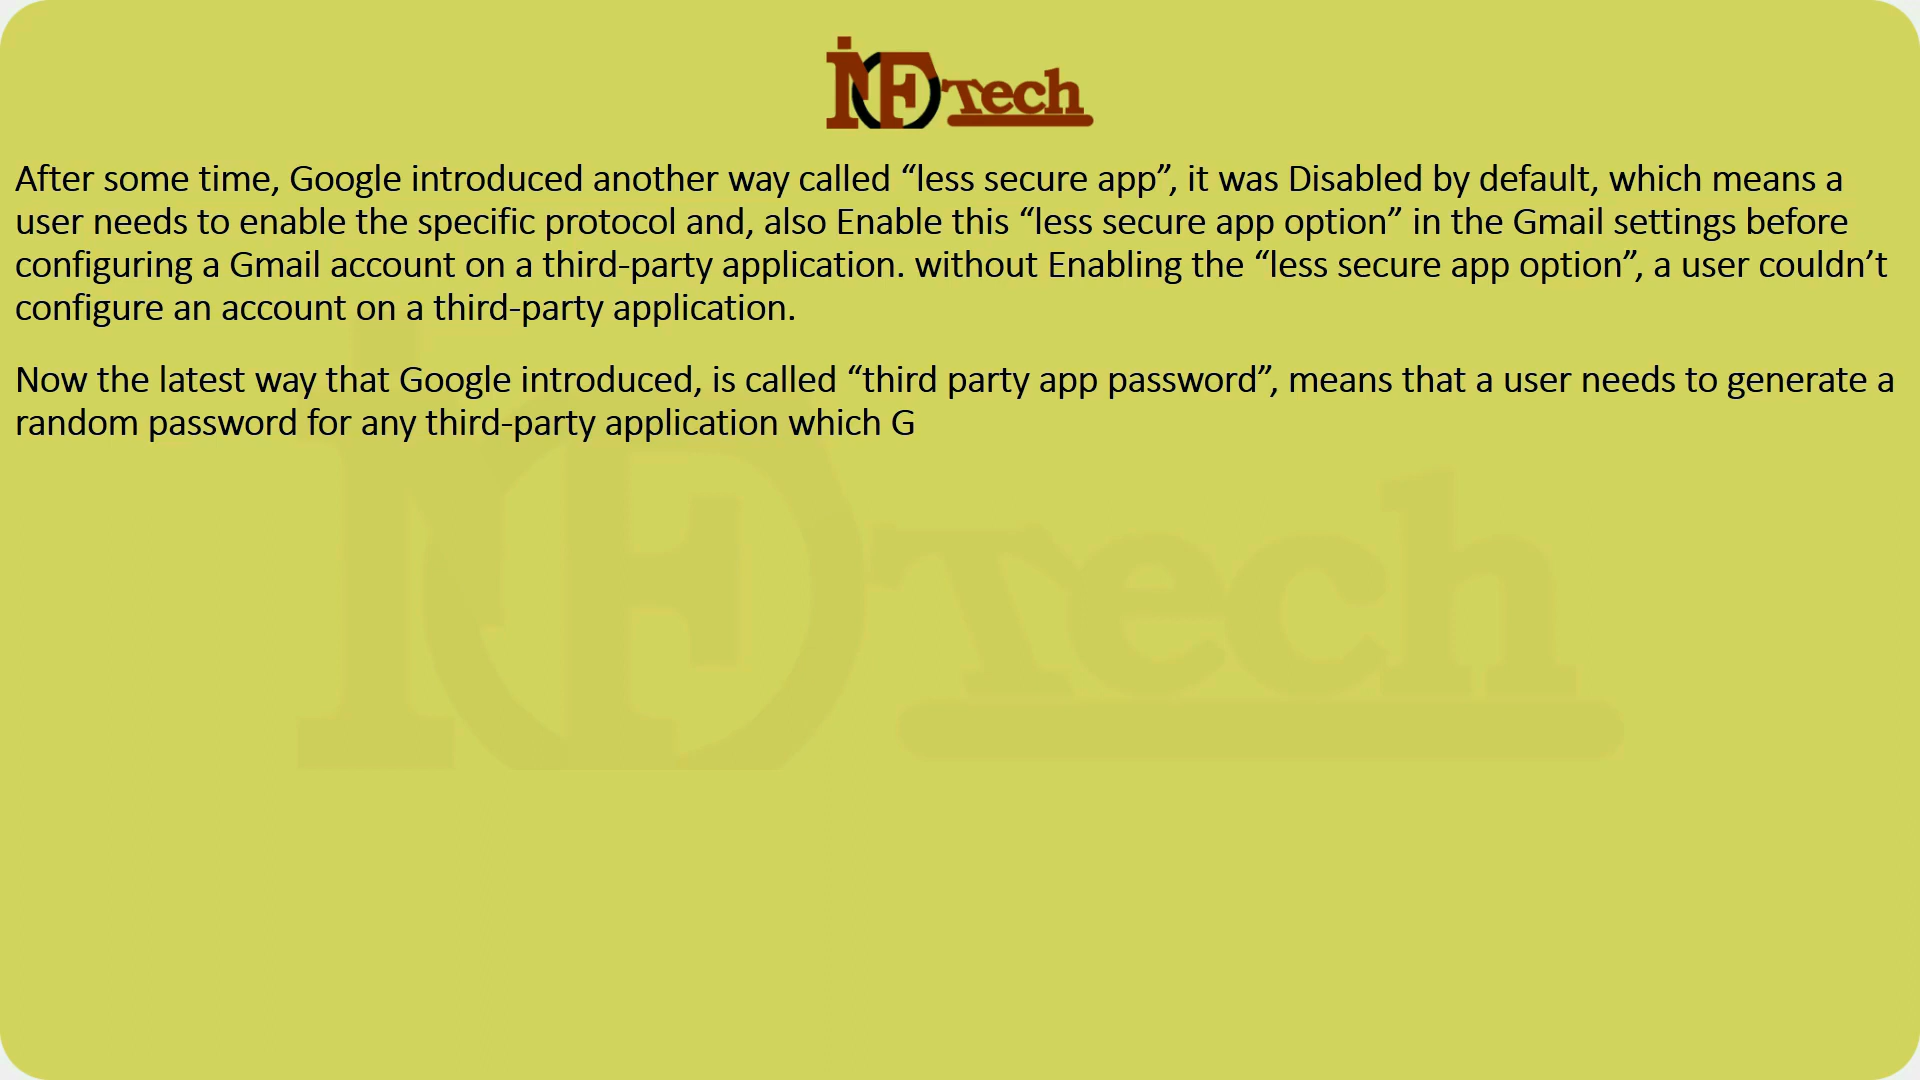 iNFOTech
After some time, Google introduced another way called “less secure app”, it was Disabled by default, which means a
user needs to enable the specific protocol and, also Enable this “less secure app option” in the Gmail settings before
configuring a Gmail account on a third-party application. without Enabling the “less secure app option”, a user couldn’t
configure an account on a third-party application.
Now the latest way that Google introduced, is called “third party app password”, means that a user needs to generate a
random password for any third-party application which G
iNFOTech